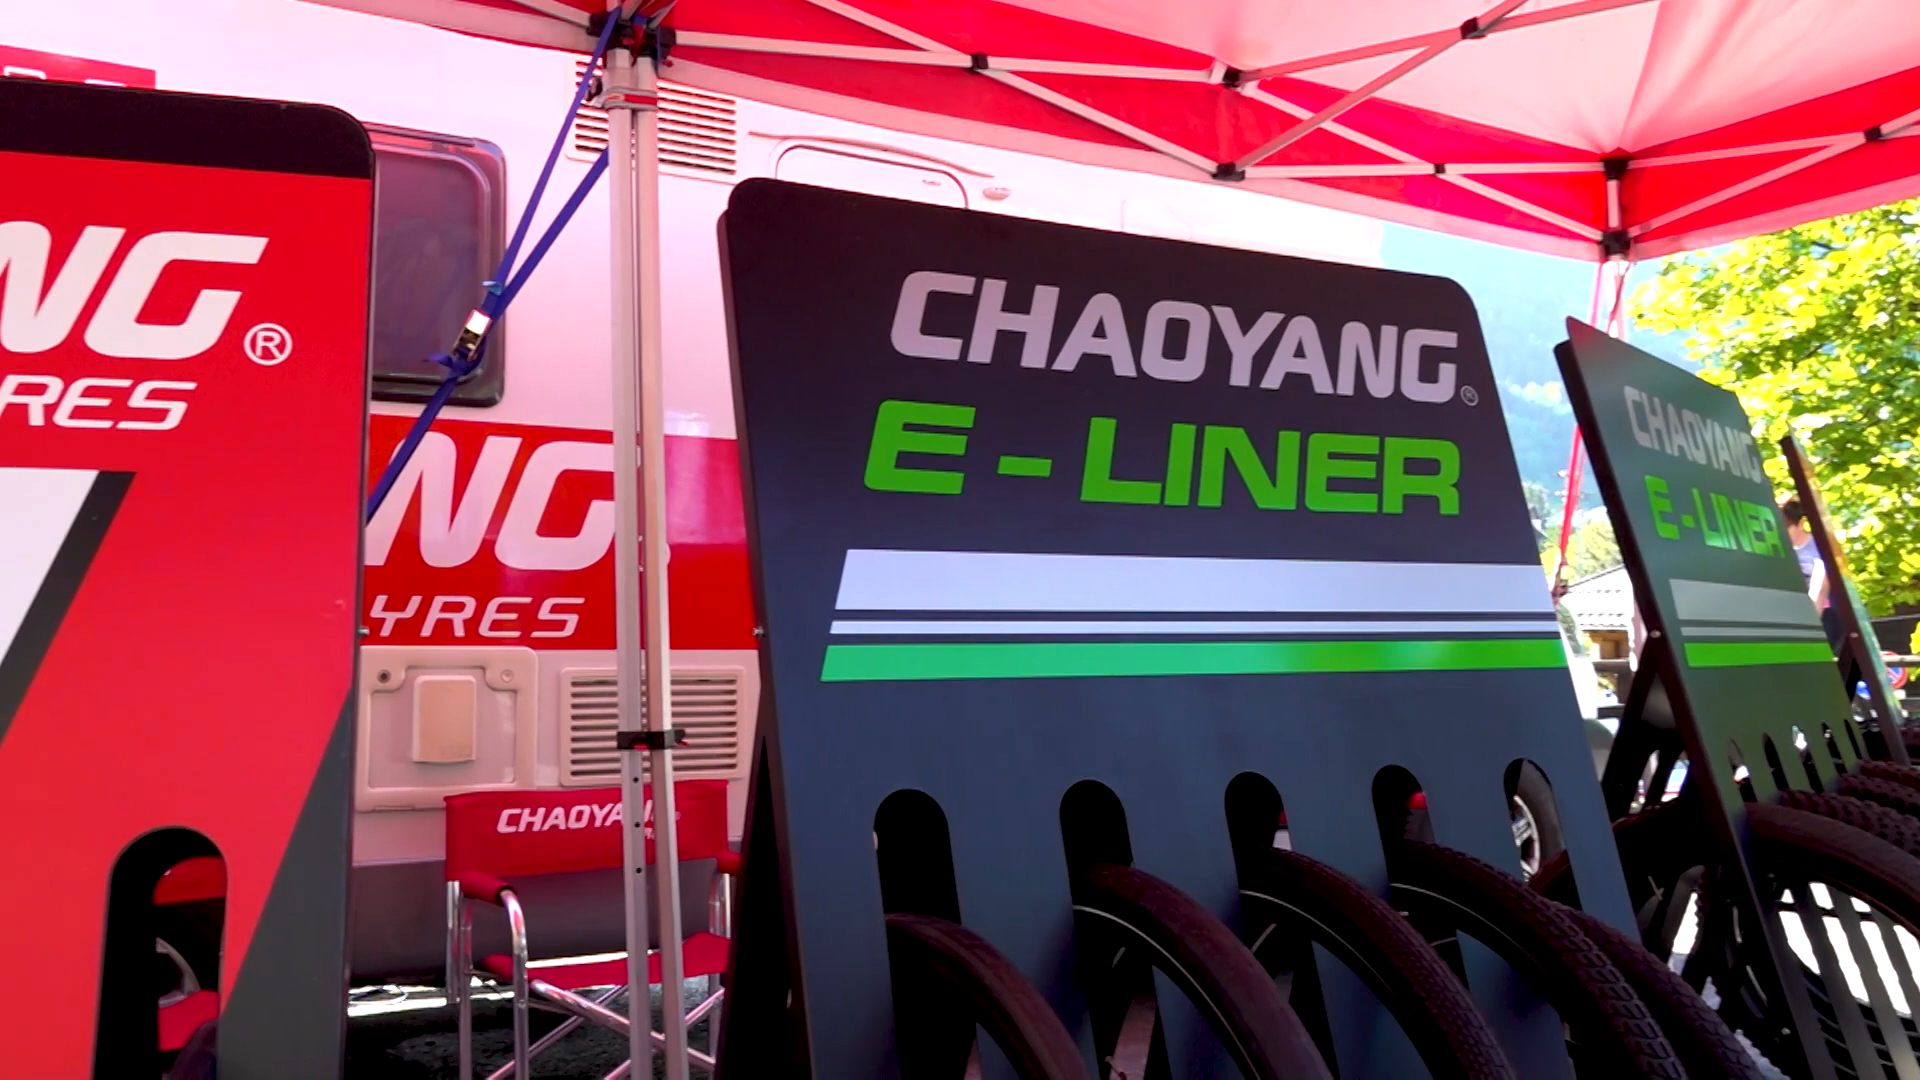 NG®
RES
NG
YRES
CHAOYA
CHAOYANG®
E-LINER
CHAOYANG
E-LINER